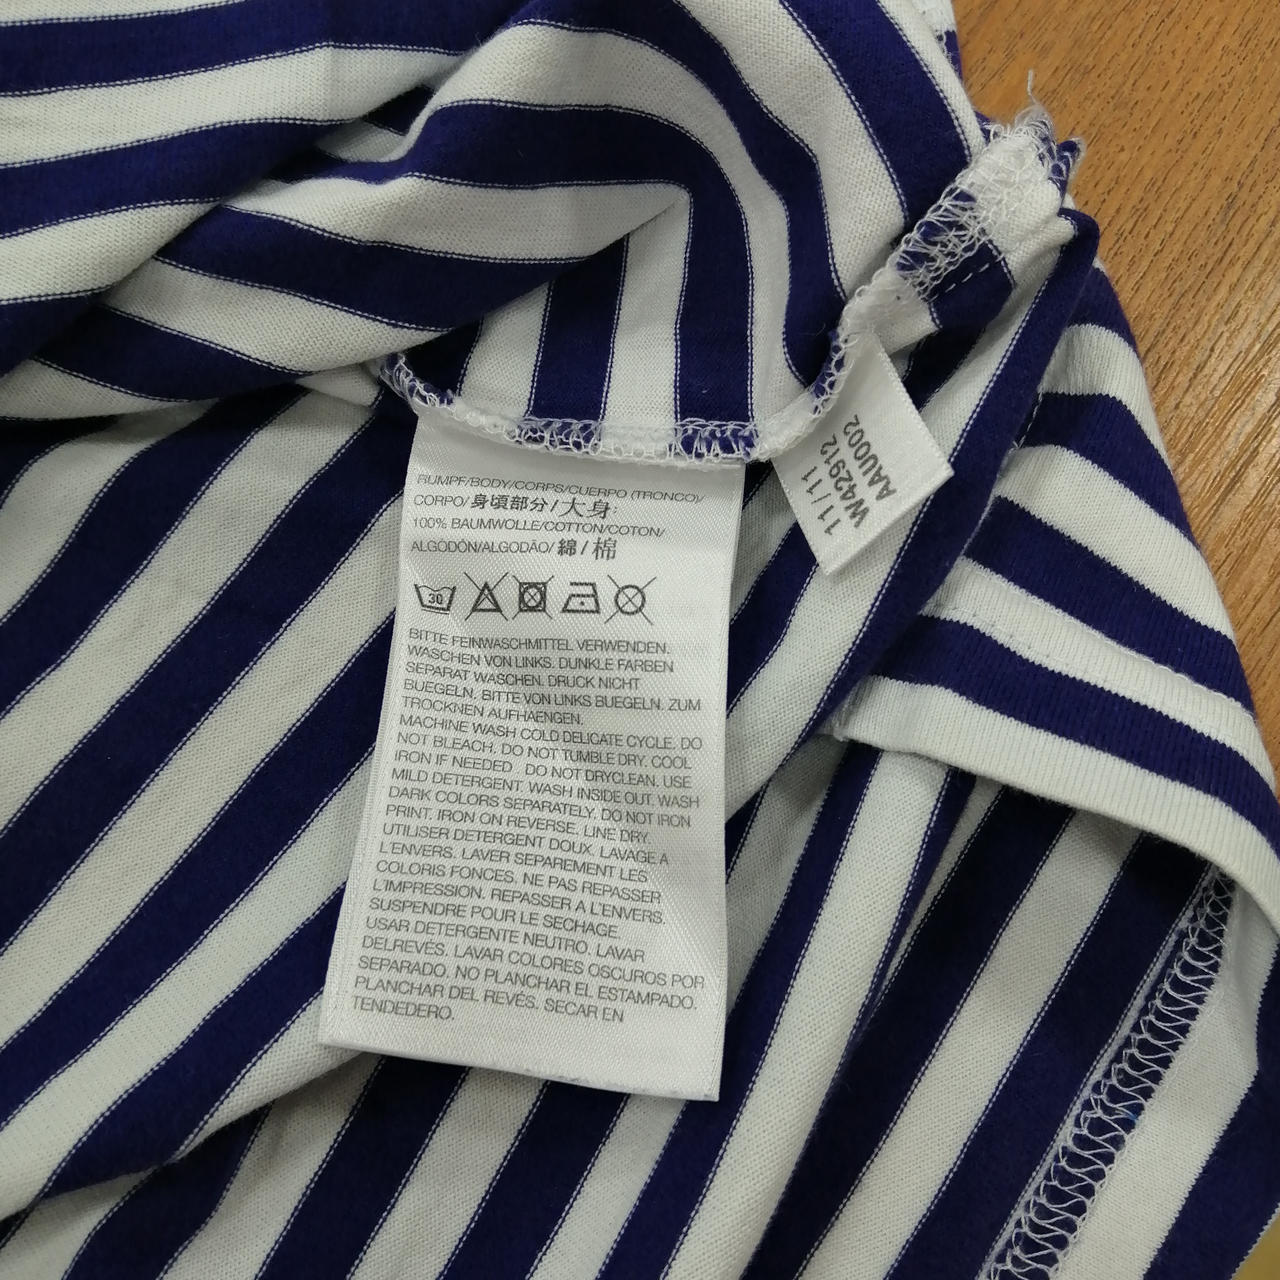 RUMPF/BODY/CORPS/CUERPO (TRONCO)/
CORPO/身頃部分/大身:
100% BAUMWOLLE/COTTON/COTON/
ALGODÓN/ALGODÃO/綿/棉
30
BITTE FEINWASCHMITTEL VERWENDEN.
WASCHEN VON LINKS. DUNKLE FARBEN
SEPARAT WASCHEN. DRUCK NICHT
BUEGELN. BITTE VON LINKS BUEGELN. ZUM
TROCKNEN AUFHAENGEN.
MACHINE WASH COLD DELICATE CYCLE. DO
NOT BLEACH. DO NOT TUMBLE DRY. COOL
IRON IF NEEDED . DO NOT DRYCLEAN. USE
MILD DETERGENT. WASH INSIDE OUT. WASH
DARK COLORS SEPARATELY. DO NOT IRON
PRINT. IRON ON REVERSE. LINE DRY.
UTILISER DETERGENT DOUX. LAVAGE A
L'ENVERS. LAVER SEPAREMENT LES
COLORIS FONCES. NE PAS REPASSER
L'IMPRESSION. REPASSER A L'ENVERS.
SUSPENDRE POUR LE SECHAGE
USAR DETERGENTE NEUTRO. LAVAR
DELREVÉS. LAVAR COLORES OSCUROS POR
SEPARADO. NO PLANCHAR EL ESTAMPADO.
PLANCHAR DEL REVÉS. SECAR EN
TENDEDERO.
11/11
W42912
AAU002